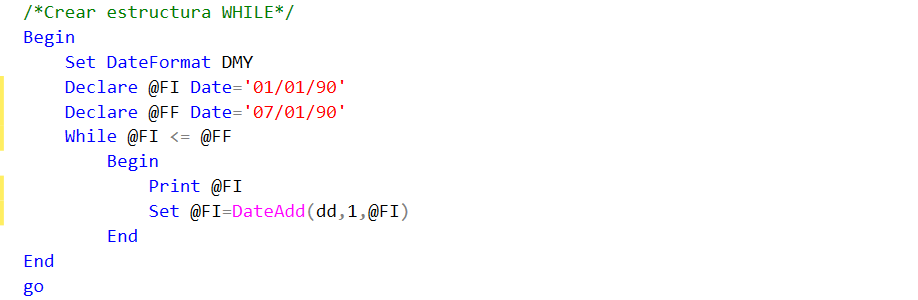 /*Crear estructura WHILE*/
Begin
    Set DateFormat DMY
    Declare @FI Date='01/01/90'
    Declare @FF Date='07/01/90'
    While @FI <= @FF
        Begin
            Print @FI
            Set @FI=DateAdd(dd,1,@FI)
        End
End
go